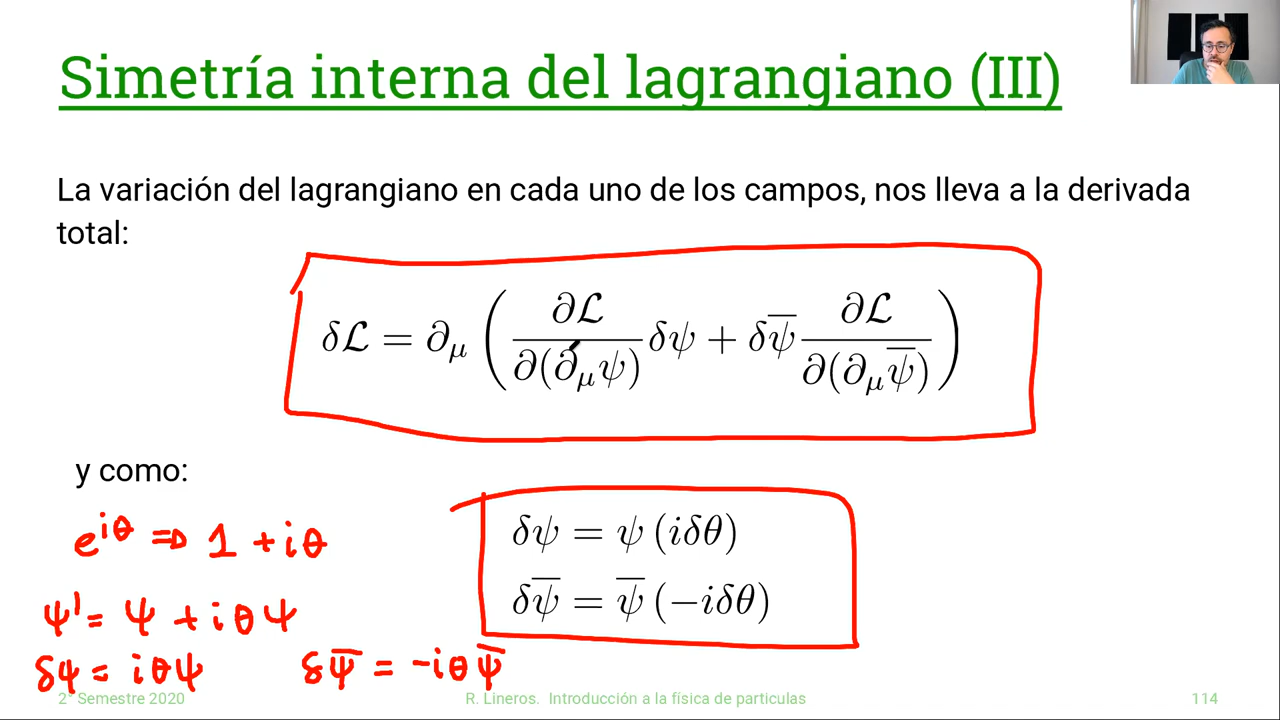 Simetría interna del lagrangiano (III)
La variación del lagrangiano en cada uno de los campos, nos lleva a la derivada
total:
δℒ = ∂_μ ( ∂ℒ/∂(∂_μψ) δψ + δψ̅ ∂ℒ/∂(∂_μψ̅) )
y como:
e^{iθ} ⇒ 1 + iθ
δψ = ψ (iδθ)
δψ̅ = ψ̅ (−iδθ)
ψ' = ψ + iθψ
δψ = iθψ δψ̅ = -iθψ̅
2° Semestre 2020 R. Lineros. Introducción a la física de particulas 114